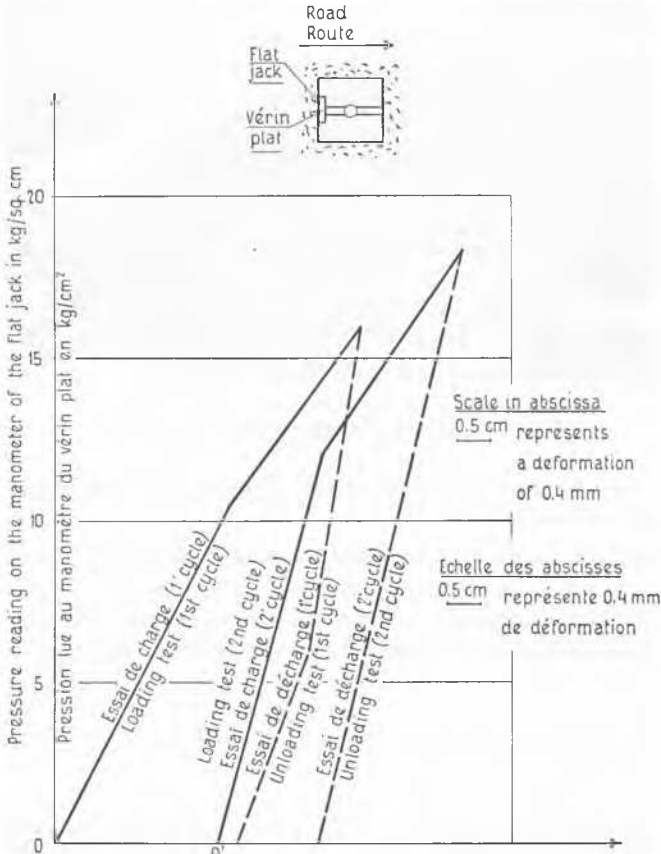 Road
Route
Flat
jack
Vérin
plat
Pressure reading on the manometer of the flat jack in kg/sq. cm
Pression lue au manomètre du vérin plat en kg/cm²
20
15
10
5
0
Essai de charge (1' cycle)
Loading test (1st cycle)
Loading test (2nd cycle)
Essai de charge (2' cycle)
Essai de décharge (1' cycle)
Unloading test (1st cycle)
Essai de décharge (2' cycle)
Unloading test (2nd cycle)
Scale in abscissa
0.5 cm represents
a deformation
of 0.4 mm
Echelle des abscisses
0.5 cm représente 0.4 mm
de déformation